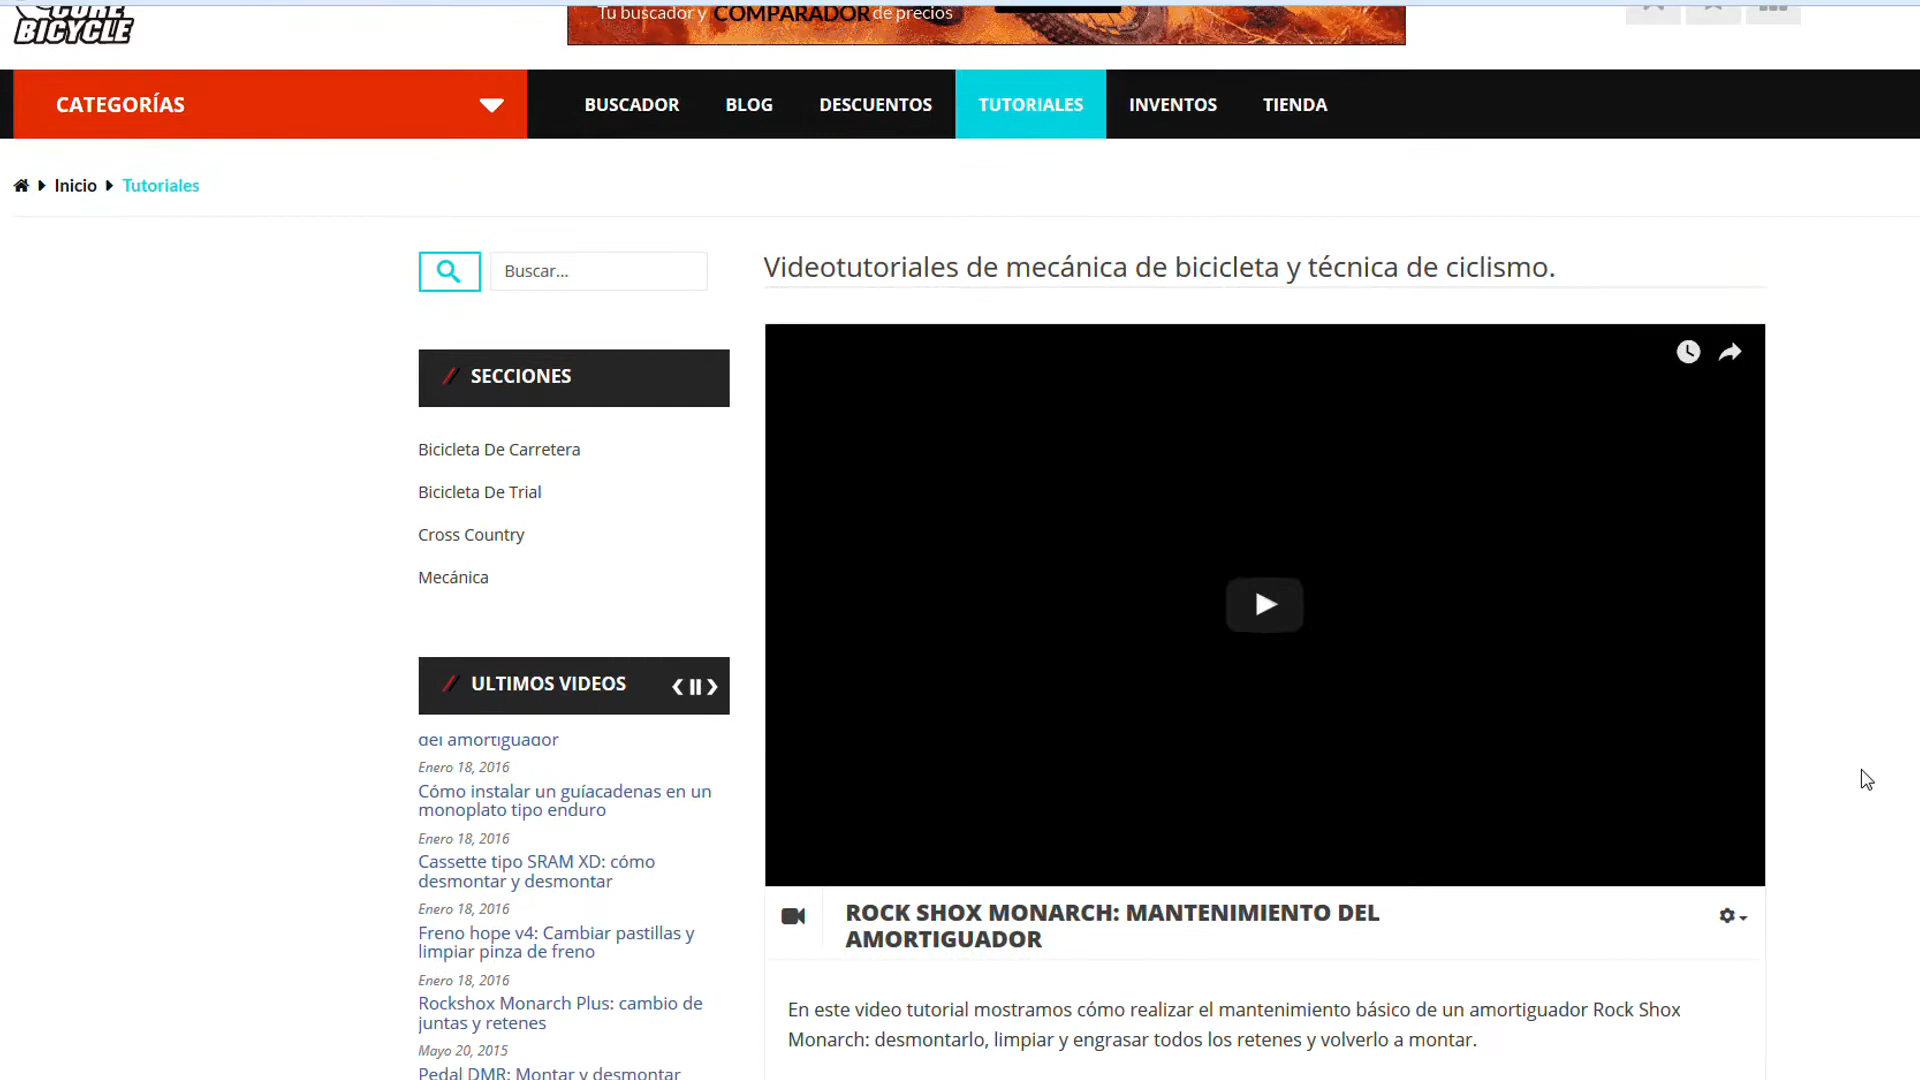 CORE
BICYCLE
Tu buscador y COMPARADOR de precios
CATEGORÍAS
BUSCADOR BLOG DESCUENTOS TUTORIALES INVENTOS TIENDA
Inicio Tutoriales
Buscar...
Videotutoriales de mecánica de bicicleta y técnica de ciclismo.
SECCIONES
Bicicleta De Carretera
Bicicleta De Trial
Cross Country
Mecánica
ULTIMOS VIDEOS
del amortiguador
Enero 18, 2016
Cómo instalar un guíacadenas en un
monoplato tipo enduro
Enero 18, 2016
Cassette tipo SRAM XD: cómo
desmontar y desmontar
Enero 18, 2016
Freno hope v4: Cambiar pastillas y
limpiar pinza de freno
Enero 18, 2016
Rockshox Monarch Plus: cambio de
juntas y retenes
Mayo 20, 2015
Pedal DMR: Montar y desmontar
ROCK SHOX MONARCH: MANTENIMIENTO DEL
AMORTIGUADOR
En este video tutorial mostramos cómo realizar el mantenimiento básico de un amortiguador Rock Shox
Monarch: desmontarlo, limpiar y engrasar todos los retenes y volverlo a montar.